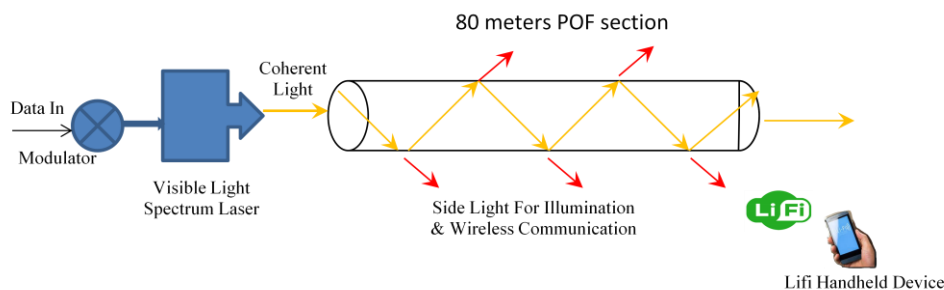 80 meters POF section
Coherent
Light
Data In
Modulator
Visible Light
Spectrum Laser
Side Light For Illumination
& Wireless Communication
LiFi
Lifi Handheld Device